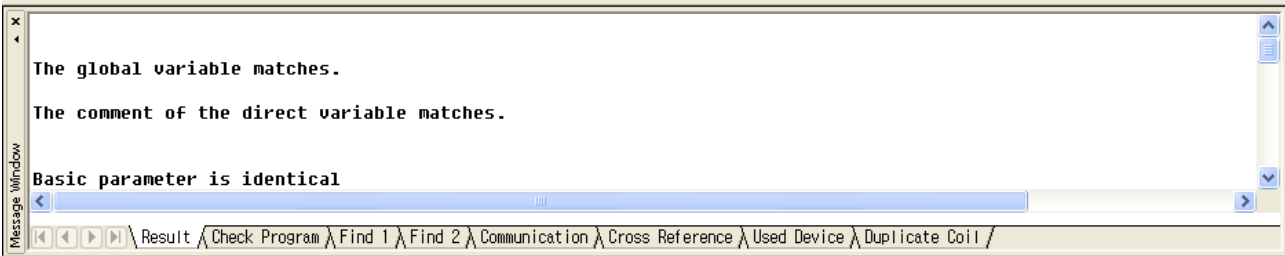 The global variable matches.
The comment of the direct variable matches.
Basic parameter is identical
Message Window
Result Check Program Find 1 Find 2 Communication Cross Reference Used Device Duplicate Coil